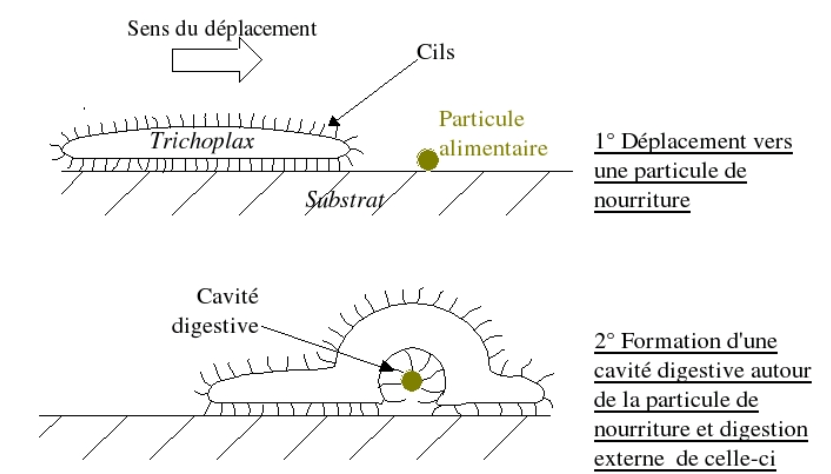 Sens du déplacement
Cils
Trichoplax
Particule
alimentaire
Substrat
1° Déplacement vers
une particule de
nourriture
Cavité
digestive
2° Formation d'une
cavité digestive autour
de la particule de
nourriture et digestion
externe de celle-ci